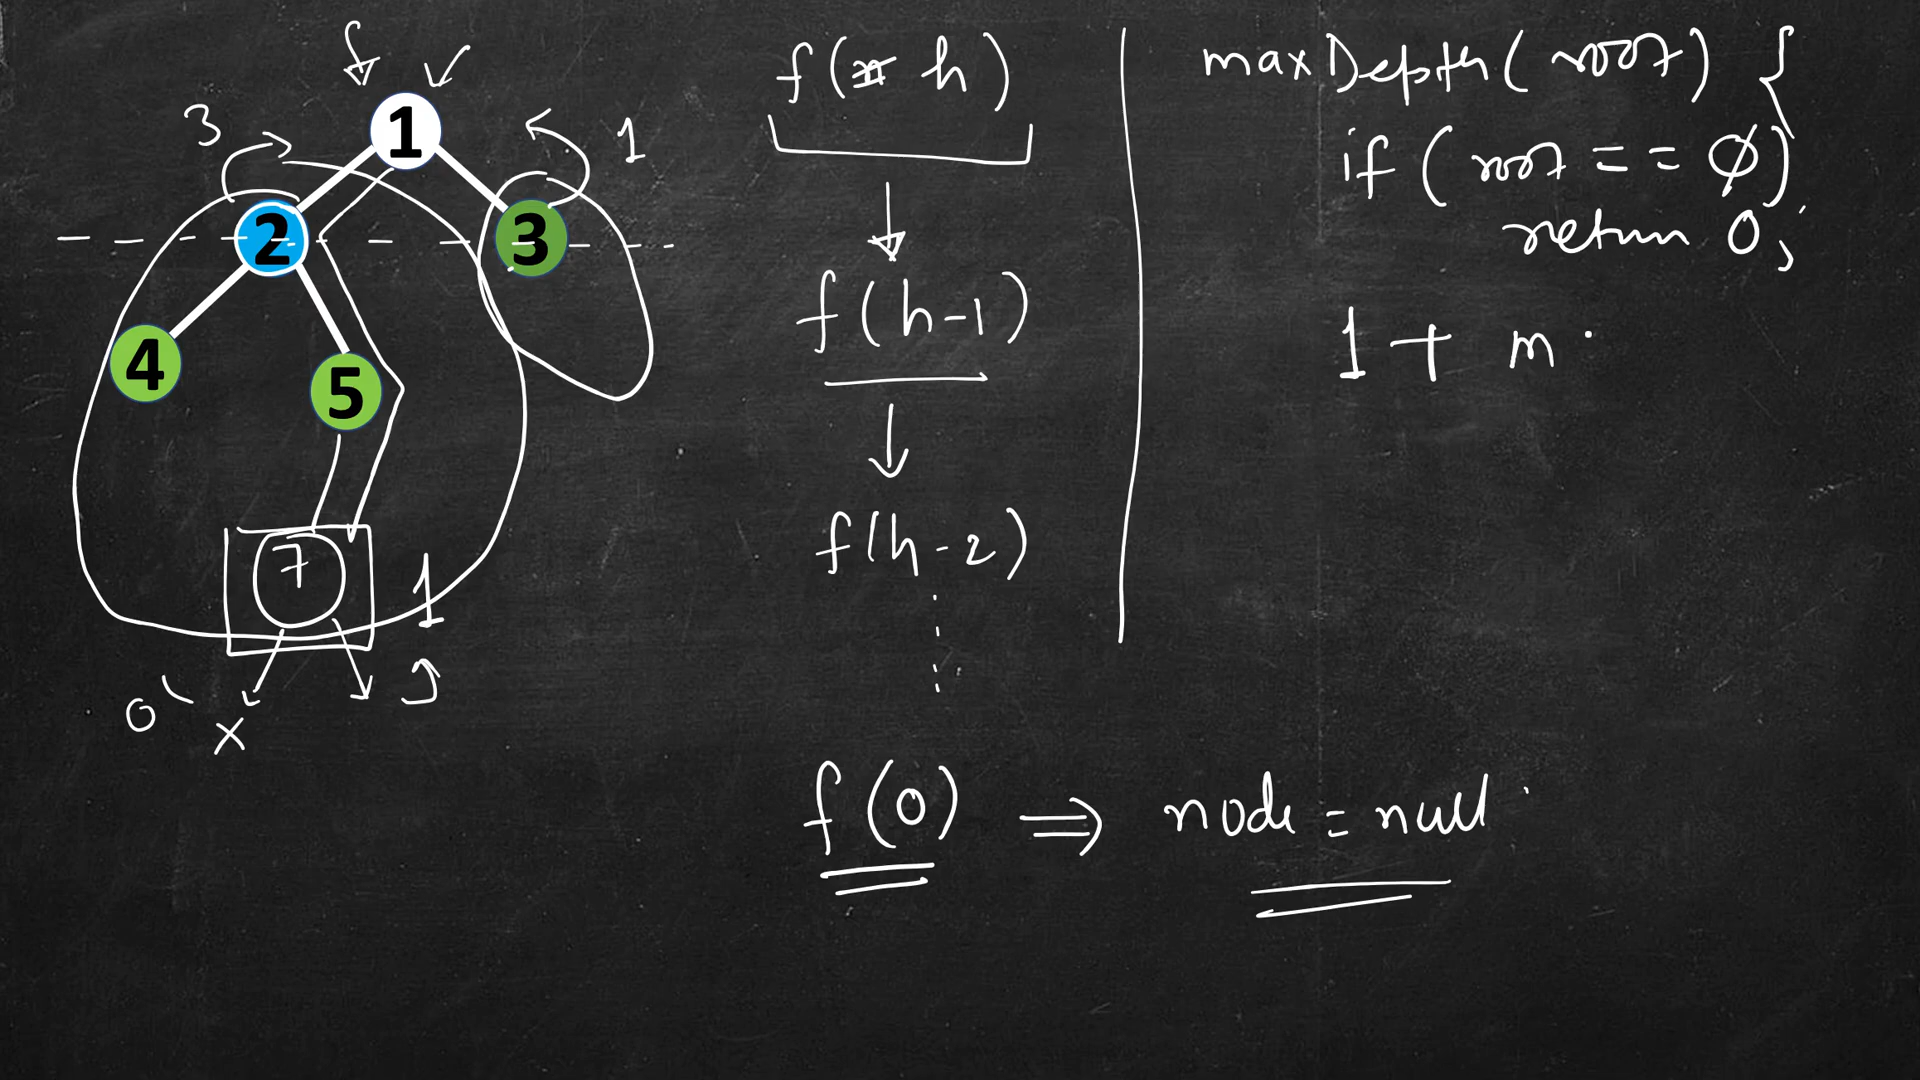 3
1
1
2
3
4
5
7
1
0
x
f( h)
f(h-1)
f(h-2)
f(0) ⇒ node = null
maxDepth( root) {
if ( root == ϕ)
return 0;
1 + m